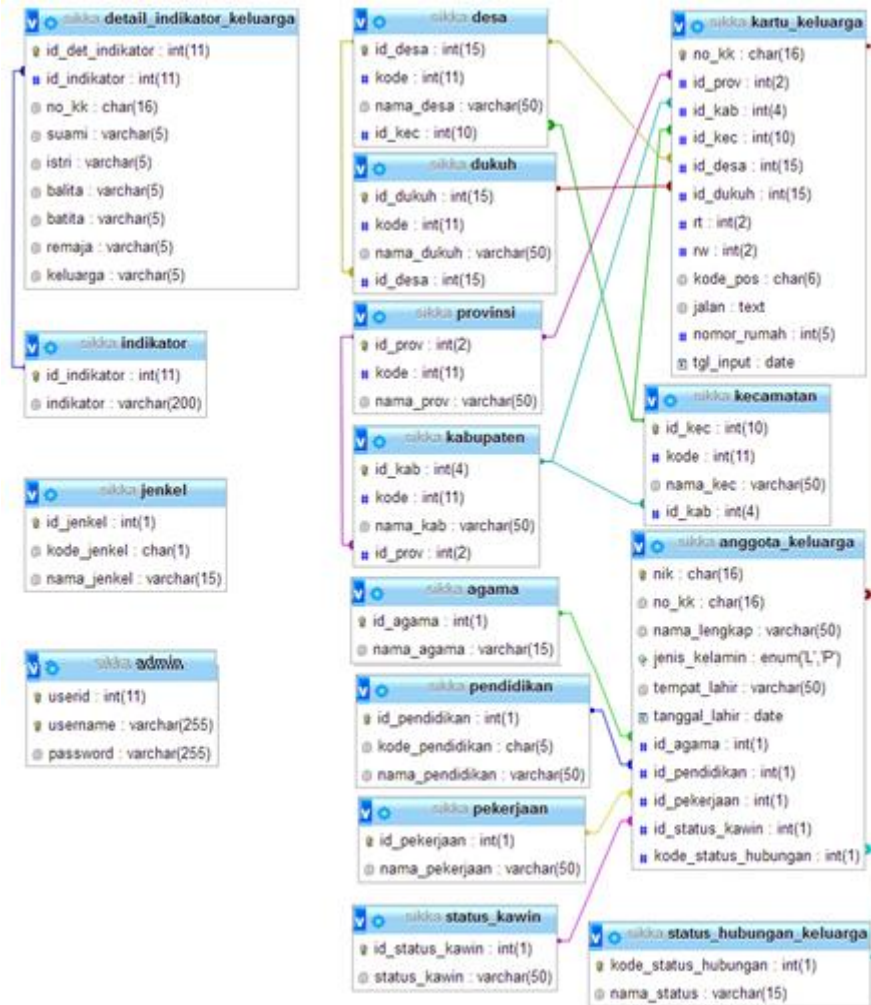 sikka detail_indikator_keluarga
id_det_indikator : int(11)
id_indikator : int(11)
no_kk : char(16)
suami : varchar(5)
istri : varchar(5)
balita : varchar(5)
batita : varchar(5)
remaja : varchar(5)
keluarga : varchar(5)
sikka indikator
id_indikator : int(11)
indikator : varchar(200)
sikka jenkel
id_jenkel : int(1)
kode_jenkel : char(1)
nama_jenkel : varchar(15)
sikka admin
userid : int(11)
username : varchar(255)
password : varchar(255)
sikka desa
id_desa : int(15)
kode : int(11)
nama_desa : varchar(50)
id_kec : int(10)
sikka dukuh
id_dukuh : int(15)
kode : int(11)
nama_dukuh : varchar(50)
id_desa : int(15)
sikka provinsi
id_prov : int(2)
kode : int(11)
nama_prov : varchar(50)
sikka kabupaten
id_kab : int(4)
kode : int(11)
nama_kab : varchar(50)
id_prov : int(2)
sikka agama
id_agama : int(1)
nama_agama : varchar(15)
sikka pendidikan
id_pendidikan : int(1)
kode_pendidikan : char(5)
nama_pendidikan : varchar(50)
sikka pekerjaan
id_pekerjaan : int(1)
nama_pekerjaan : varchar(50)
sikka status_kawin
id_status_kawin : int(1)
status_kawin : varchar(50)
sikka kartu_keluarga
no_kk : char(16)
id_prov : int(2)
id_kab : int(4)
id_kec : int(10)
id_desa : int(15)
id_dukuh : int(15)
rt : int(2)
rw : int(2)
kode_pos : char(6)
jalan : text
nomor_rumah : int(5)
tgl_input : date
sikka kecamatan
id_kec : int(10)
kode : int(11)
nama_kec : varchar(50)
id_kab : int(4)
sikka anggota_keluarga
nik : char(16)
no_kk : char(16)
nama_lengkap : varchar(50)
jenis_kelamin : enum('L','P')
tempat_lahir : varchar(50)
tanggal_lahir : date
id_agama : int(1)
id_pendidikan : int(1)
id_pekerjaan : int(1)
id_status_kawin : int(1)
kode_status_hubungan : int(1)
sikka status_hubungan_keluarga
kode_status_hubungan : int(1)
nama_status : varchar(15)